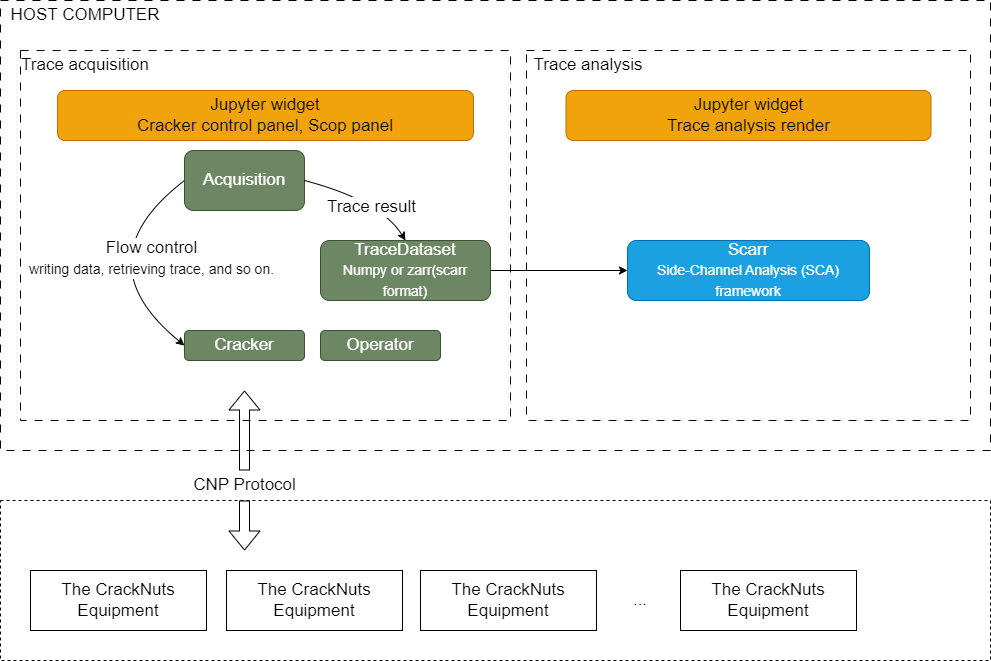 HOST COMPUTER
Trace acquisition
Jupyter widget
Cracker control panel, Scop panel
Acquisition
Trace result
Flow control
writing data, retrieving trace, and so on.
TraceDataset
Numpy or zarr(scarr
format)
Cracker
Operator
Trace analysis
Jupyter widget
Trace analysis render
Scarr
Side-Channel Analysis (SCA)
framework
CNP Protocol
The CrackNuts
Equipment
The CrackNuts
Equipment
The CrackNuts
Equipment
...
The CrackNuts
Equipment